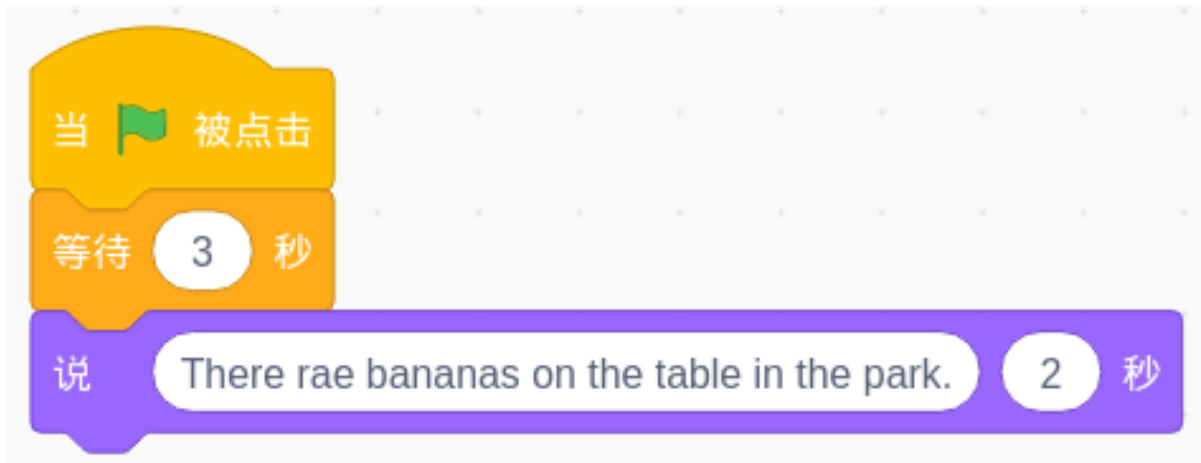 当 被点击
等待 3 秒
说 There rae bananas on the table in the park. 2 秒